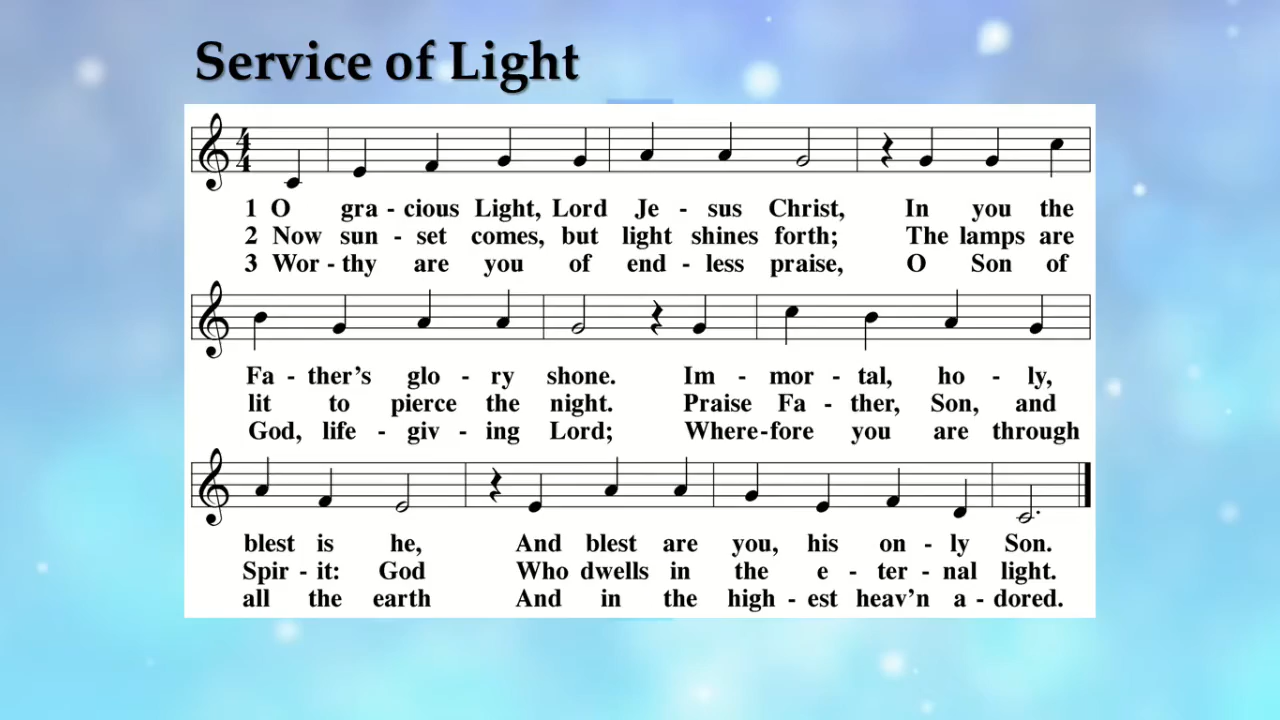 Service of Light
4
4
1 O gra - cious Light, Lord Je - sus Christ, In you the
2 Now sun - set comes, but light shines forth; The lamps are
3 Wor - thy are you of end - less praise, O Son of
Fa - ther's glo - ry shone. Im - mor - tal, ho - ly,
lit to pierce the night. Praise Fa - ther, Son, and
God, life - giv - ing Lord; Where - fore you are through
blest is he, And blest are you, his on - ly Son.
Spir - it: God Who dwells in the e - ter - nal light.
all the earth And in the high - est heav'n a - dored.